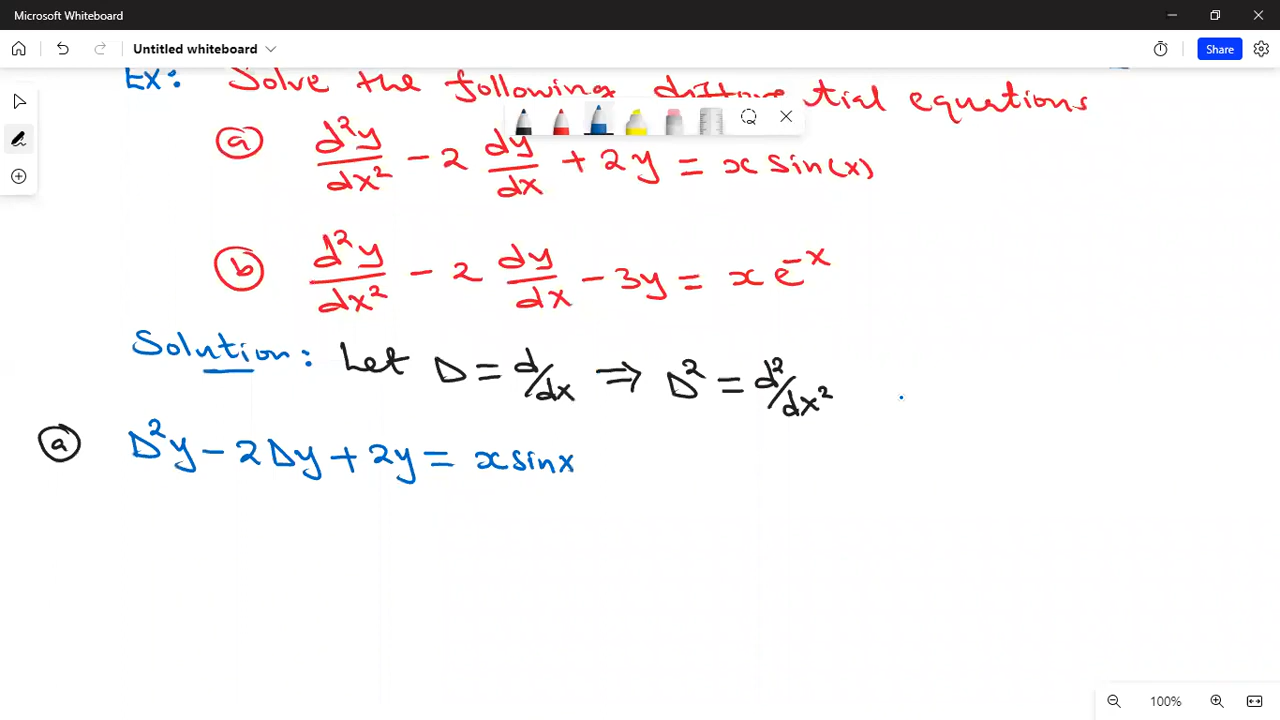 Microsoft Whiteboard
Untitled whiteboard
Share
Ex: Solve the following tial equations
(a) d²y/dx² - 2 dy/dx + 2y = x sin(x)
(b) d²y/dx² - 2 dy/dx - 3y = x e^-x
Solution: Let D = d/dx ⇒ D² = d²/dx²
(a) D²y - 2Dy + 2y = x sinx
100%